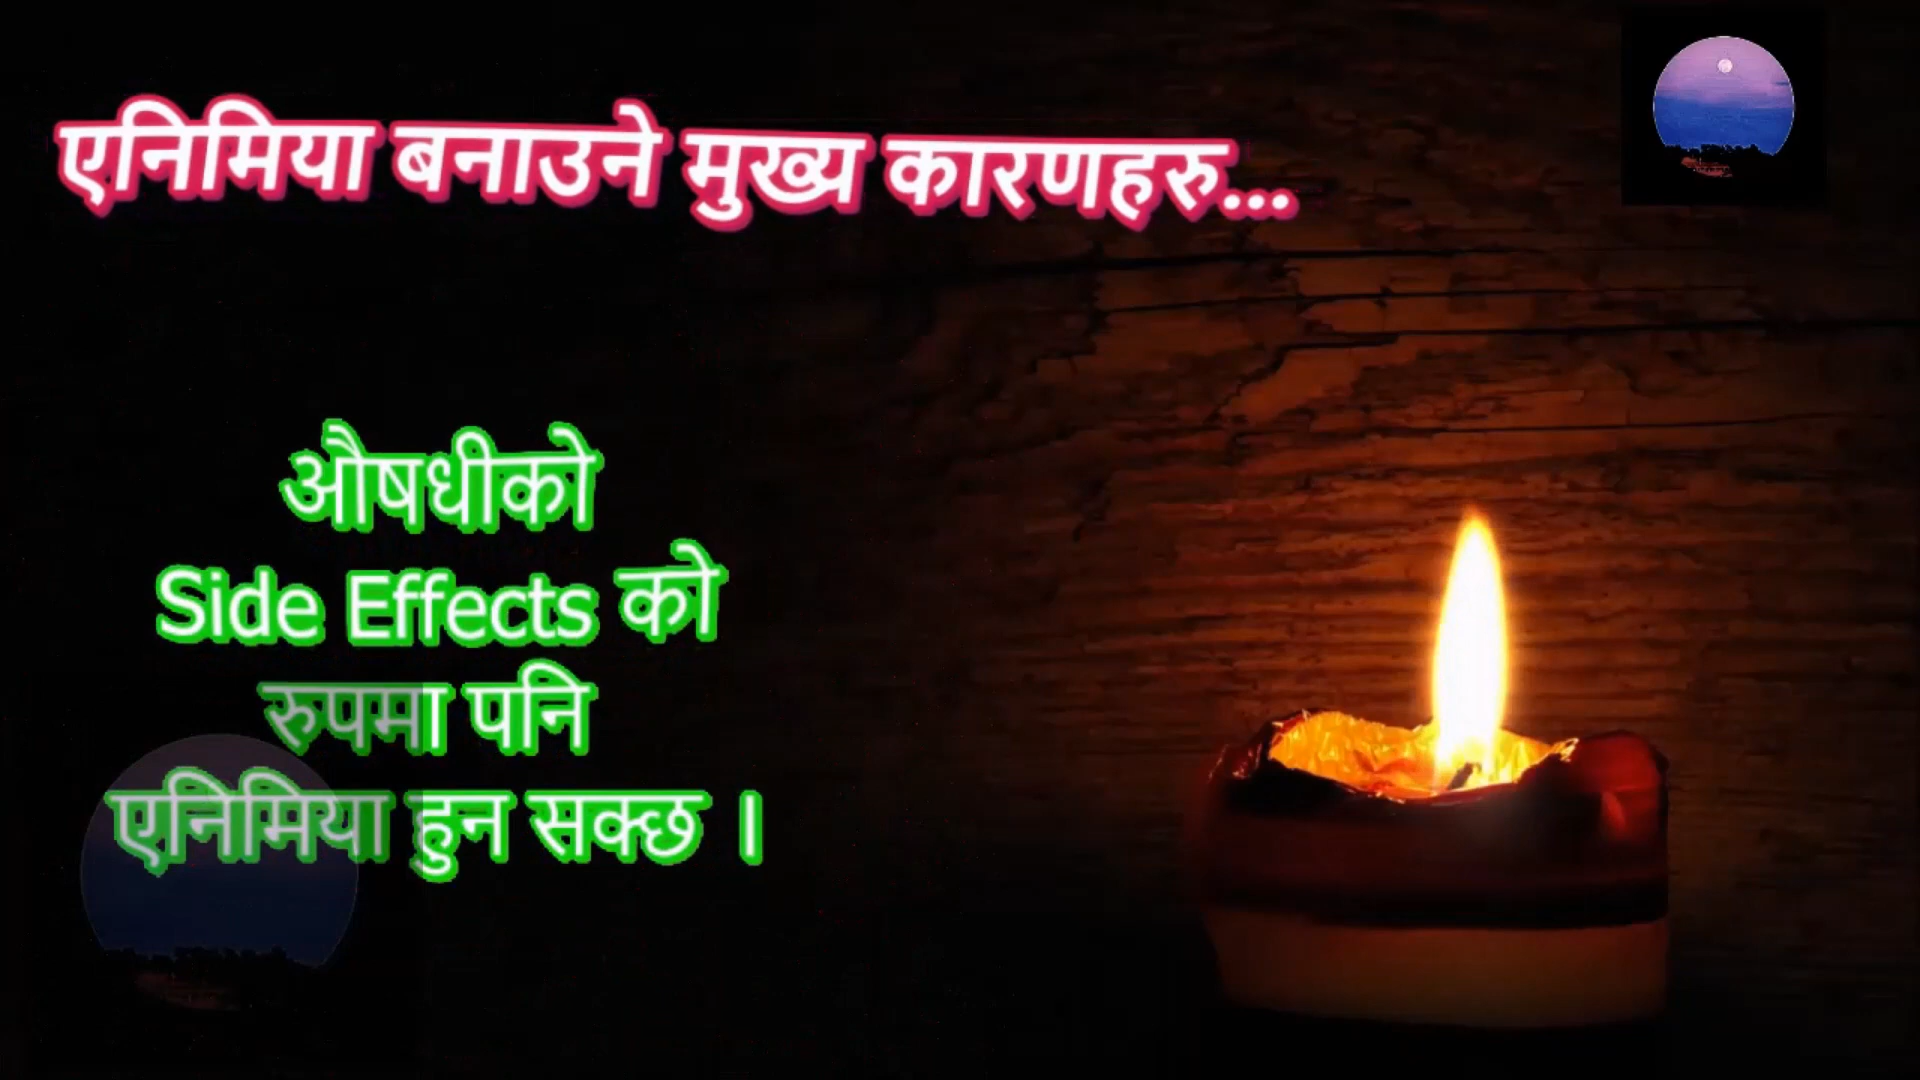 एनिमिया बनाउने मुख्य कारणहरु...
औषधीको
Side Effects को
रुपमा पनि
एनिमिया हुन सक्छ ।